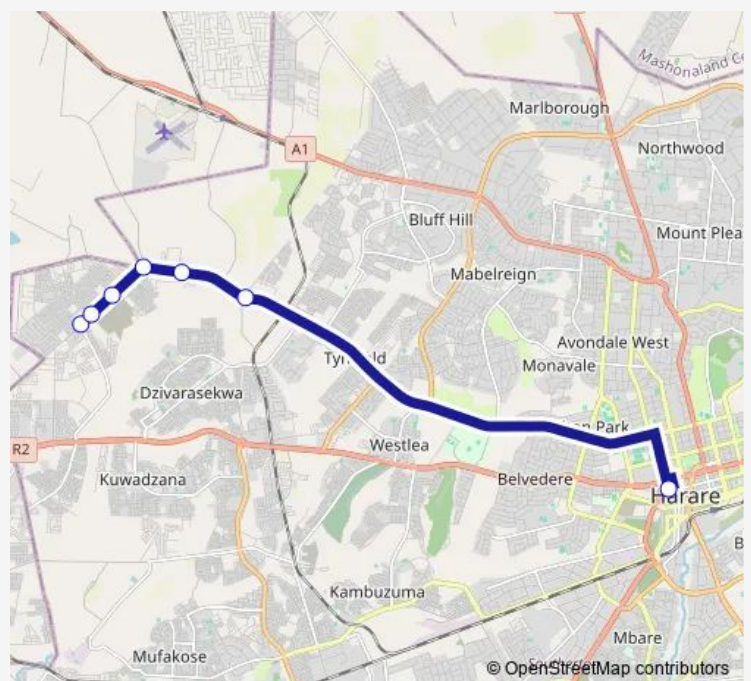 Mashonaland Ce
Marlborough
A1
Northwood
Bluff Hill
Mount Plea
Mabelreign
Avondale West
Monavale
Dzivarasekwa
Park
R2
Westlea
Kuwadzana
Belvedere
Harare
Kambuzuma
Mbare
Mufakose
© OpenStreetMap contributors